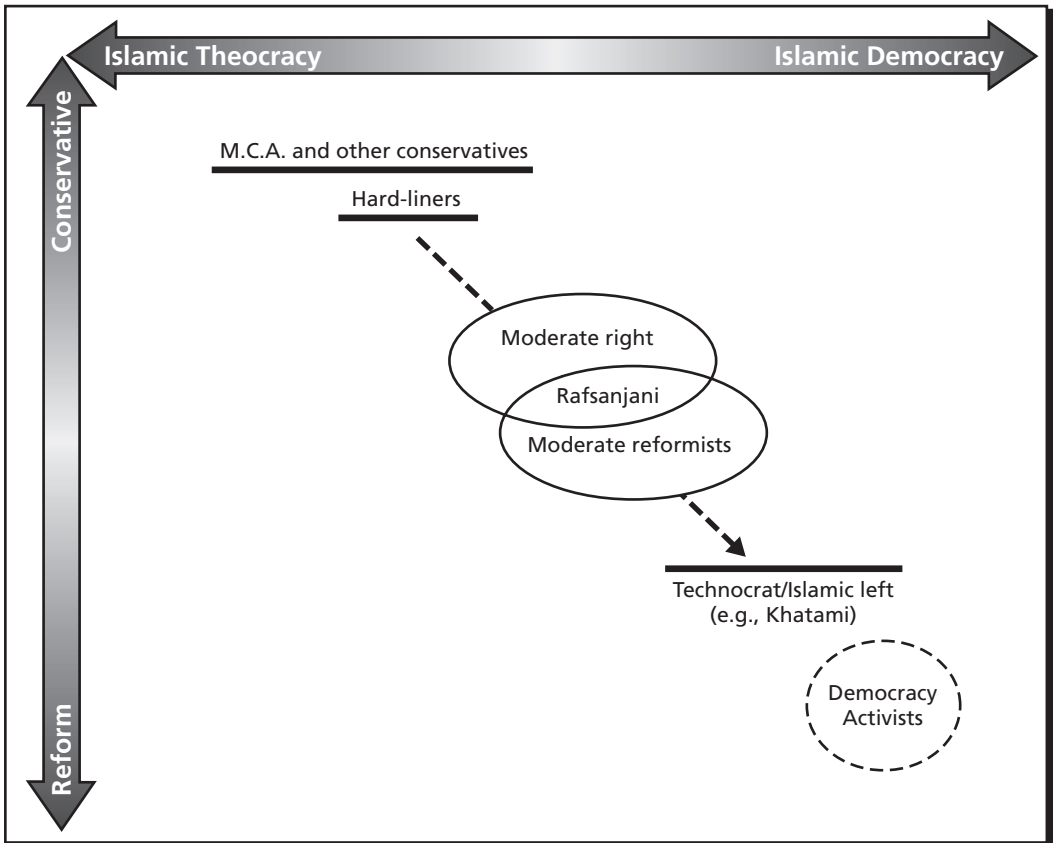 Islamic Theocracy
Islamic Democracy
Conservative
Reform
M.C.A. and other conservatives
Hard-liners
Moderate right
Rafsanjani
Moderate reformists
Technocrat/Islamic left
(e.g., Khatami)
Democracy
Activists